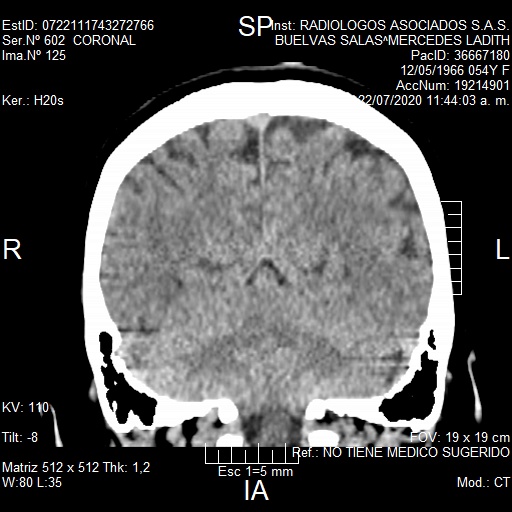 EstID: 0722111743272766
Ser.Nº 602 CORONAL
Ima.Nº 125
Ker.: H20s
SP
Inst: RADIOLOGOS ASOCIADOS S.A.S.
BUELVAS SALAS^MERCEDES LADITH
PacID: 36667180
12/05/1966 054Y F
AccNum: 19214901
22/07/2020 11:44:03 a. m.
R
L
KV: 110
Tilt: -8
Matriz 512 x 512 Thk: 1,2
W:80 L:35
Esc 1=5 mm
IA
FOV: 19 x 19 cm
Ref.: NO TIENE MEDICO SUGERIDO
Mod.: CT